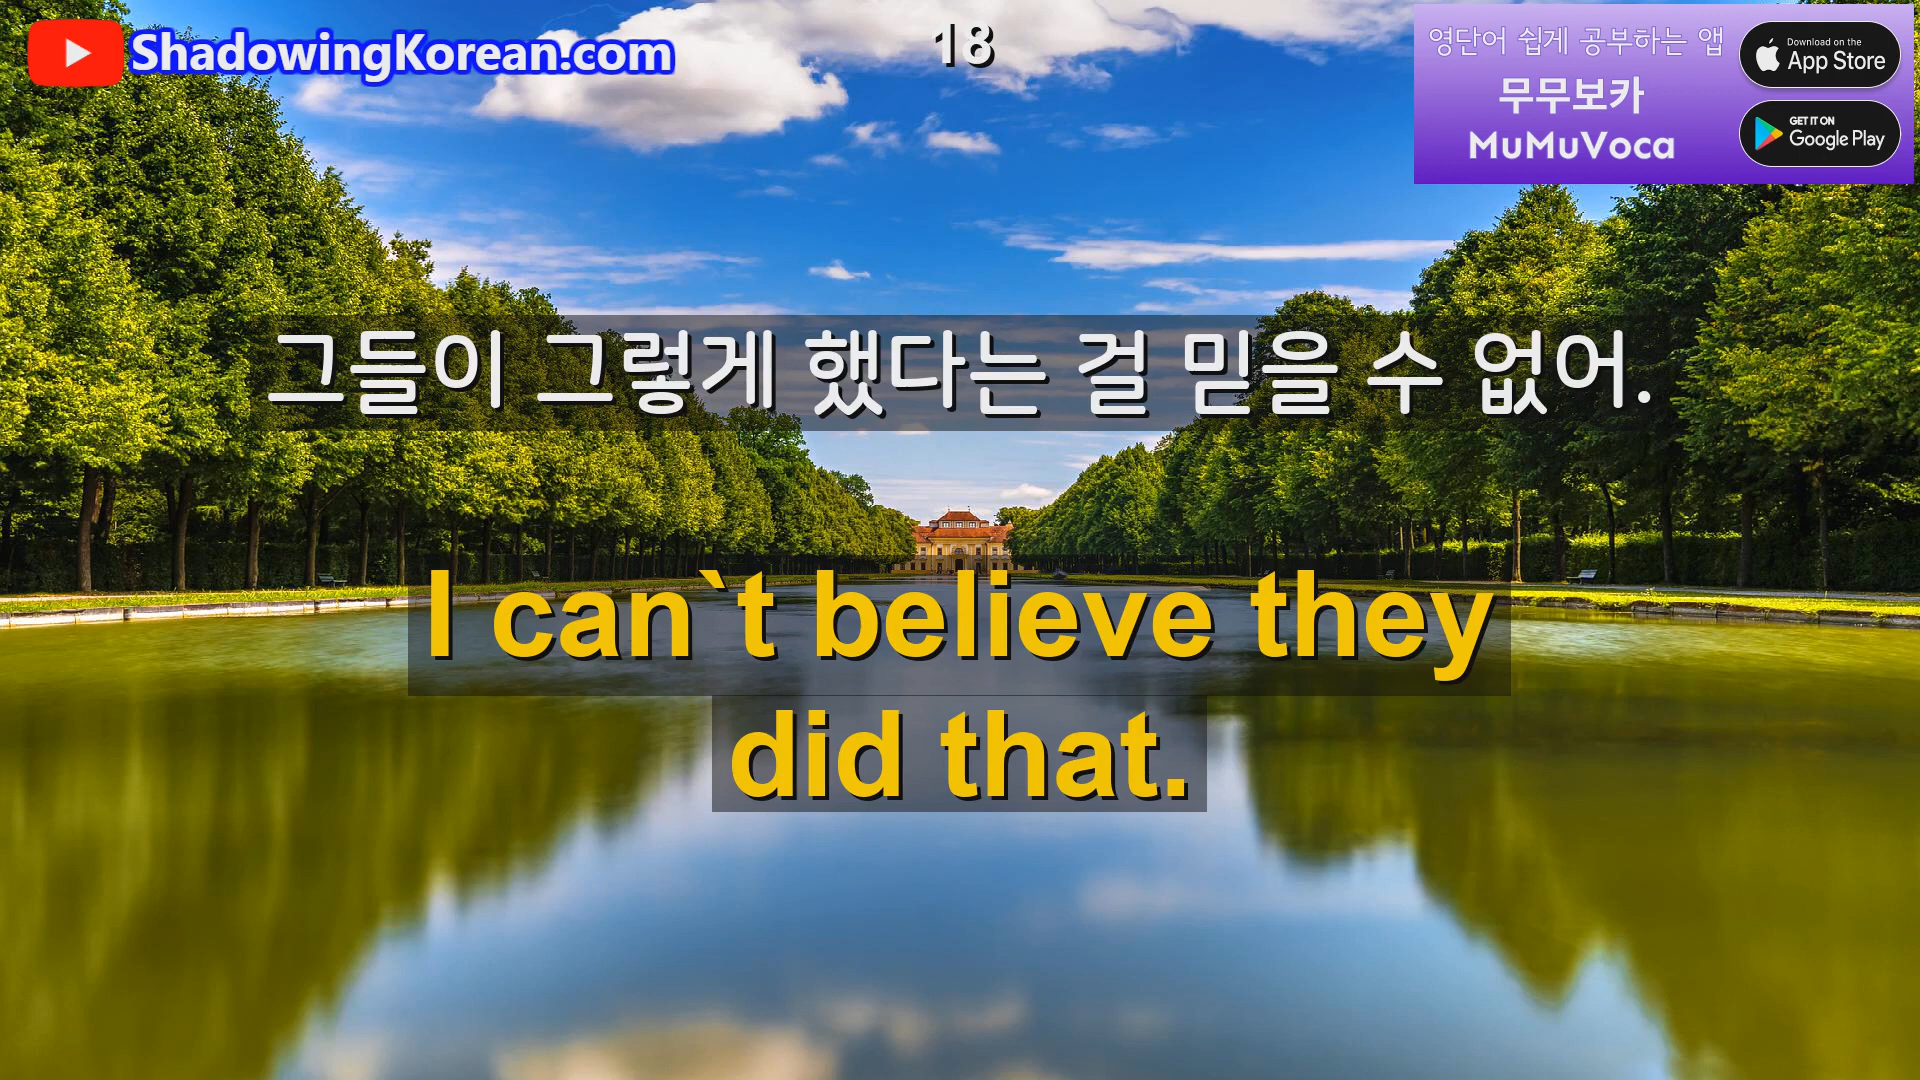 ShadowingKorean.com
18
영단어 쉽게 공부하는 앱
무무보카
MuMuVoca
Download on the
App Store
GET IT ON
Google Play
그들이 그렇게 했다는 걸 믿을 수 없어.
I can`t believe they
did that.